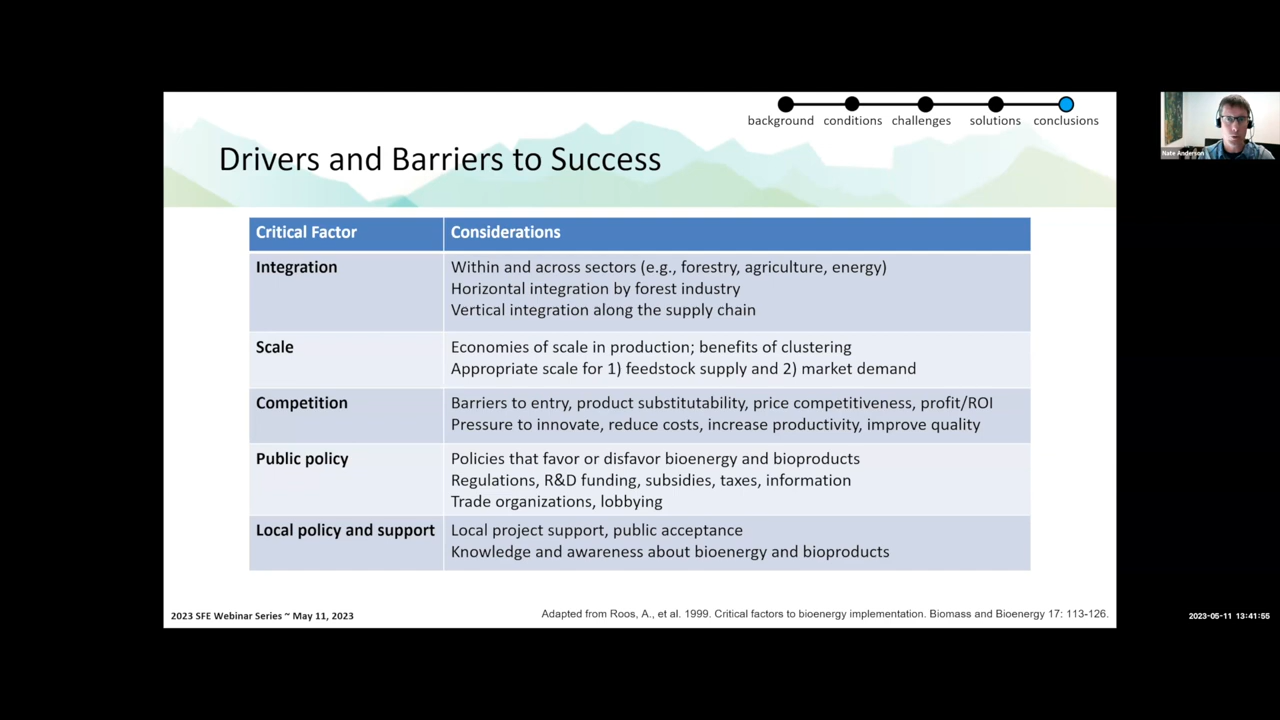 background conditions challenges solutions conclusions
Drivers and Barriers to Success
Critical Factor Considerations
Integration Within and across sectors (e.g., forestry, agriculture, energy)
Horizontal integration by forest industry
Vertical integration along the supply chain
Scale Economies of scale in production; benefits of clustering
Appropriate scale for 1) feedstock supply and 2) market demand
Competition Barriers to entry, product substitutability, price competitiveness, profit/ROI
Pressure to innovate, reduce costs, increase productivity, improve quality
Public policy Policies that favor or disfavor bioenergy and bioproducts
Regulations, R&D funding, subsidies, taxes, information
Trade organizations, lobbying
Local policy and support Local project support, public acceptance
Knowledge and awareness about bioenergy and bioproducts
2023 SFE Webinar Series ~ May 11, 2023
Adapted from Roos, A., et al. 1999. Critical factors to bioenergy implementation. Biomass and Bioenergy 17: 113-126.
Nate Anderson
2023-05-11 13:41:55